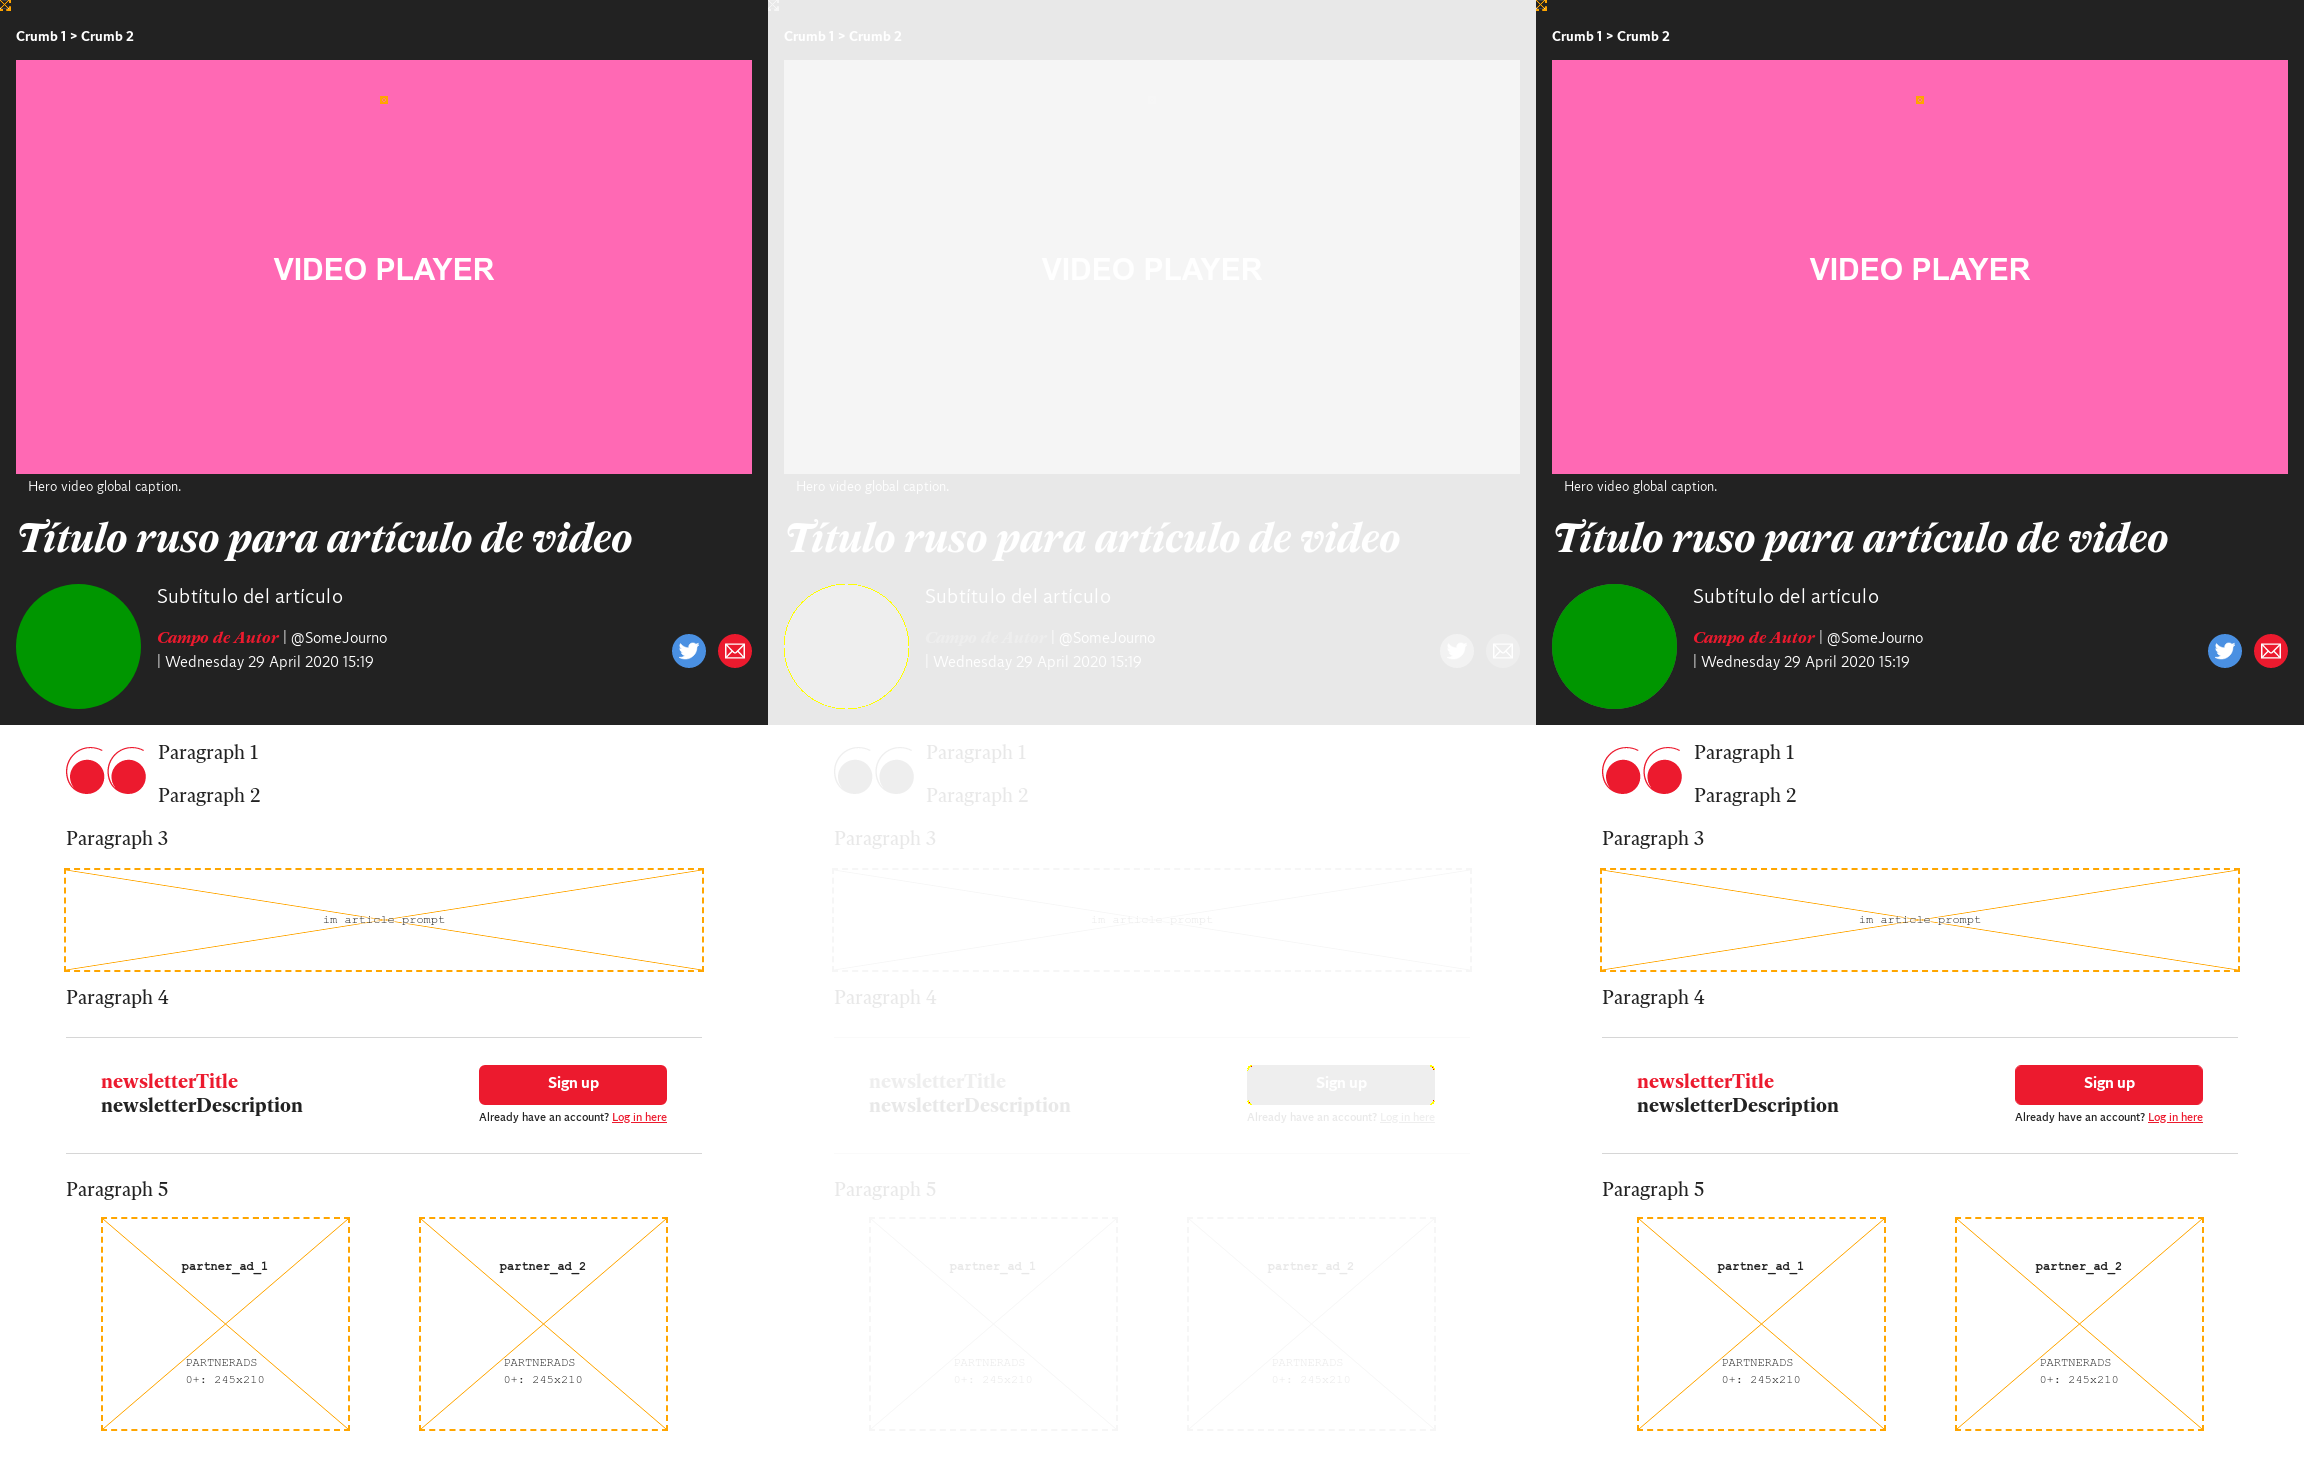 Crumb 1 > Crumb 2
VIDEO PLAYER
Hero video global caption.
Título ruso para artículo de video
Subtítulo del artículo
Campo de Autor | @SomeJourno
| Wednesday 29 April 2020 15:19
Paragraph 1
Paragraph 2
Paragraph 3
im article prompt
Paragraph 4
newsletterTitle
newsletterDescription
Sign up
Already have an account? Log in here
Paragraph 5
partner_ad_1
PARTNERADS
0+: 245x210
partner_ad_2
PARTNERADS
0+: 245x210
Crumb 1 > Crumb 2
VIDEO PLAYER
Hero video global caption.
Título ruso para artículo de video
Subtítulo del artículo
Campo de Autor | @SomeJourno
| Wednesday 29 April 2020 15:19
Paragraph 1
Paragraph 2
Paragraph 3
im article prompt
Paragraph 4
newsletterTitle
newsletterDescription
Sign up
Already have an account? Log in here
Paragraph 5
partner_ad_1
PARTNERADS
0+: 245x210
partner_ad_2
PARTNERADS
0+: 245x210
Crumb 1 > Crumb 2
VIDEO PLAYER
Hero video global caption.
Título ruso para artículo de video
Subtítulo del artículo
Campo de Autor | @SomeJourno
| Wednesday 29 April 2020 15:19
Paragraph 1
Paragraph 2
Paragraph 3
im article prompt
Paragraph 4
newsletterTitle
newsletterDescription
Sign up
Already have an account? Log in here
Paragraph 5
partner_ad_1
PARTNERADS
0+: 245x210
partner_ad_2
PARTNERADS
0+: 245x210